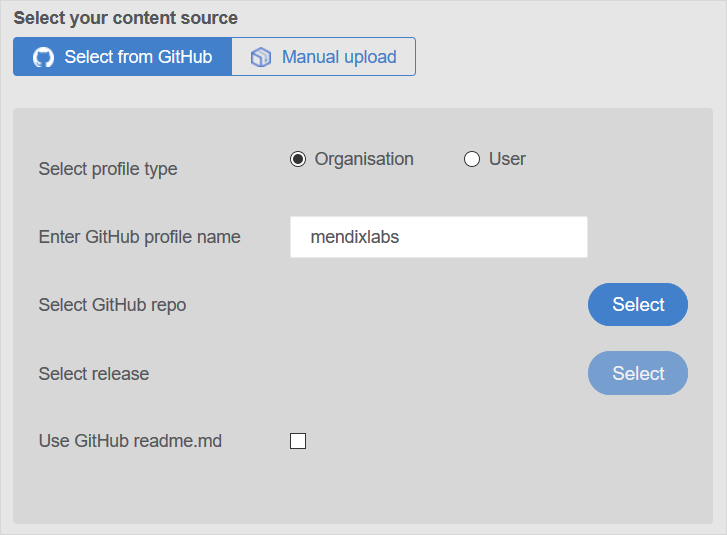 Select your content source
Select from GitHub
Manual upload
Select profile type
Organisation
User
Enter GitHub profile name
mendixlabs
Select GitHub repo
Select
Select release
Select
Use GitHub readme.md